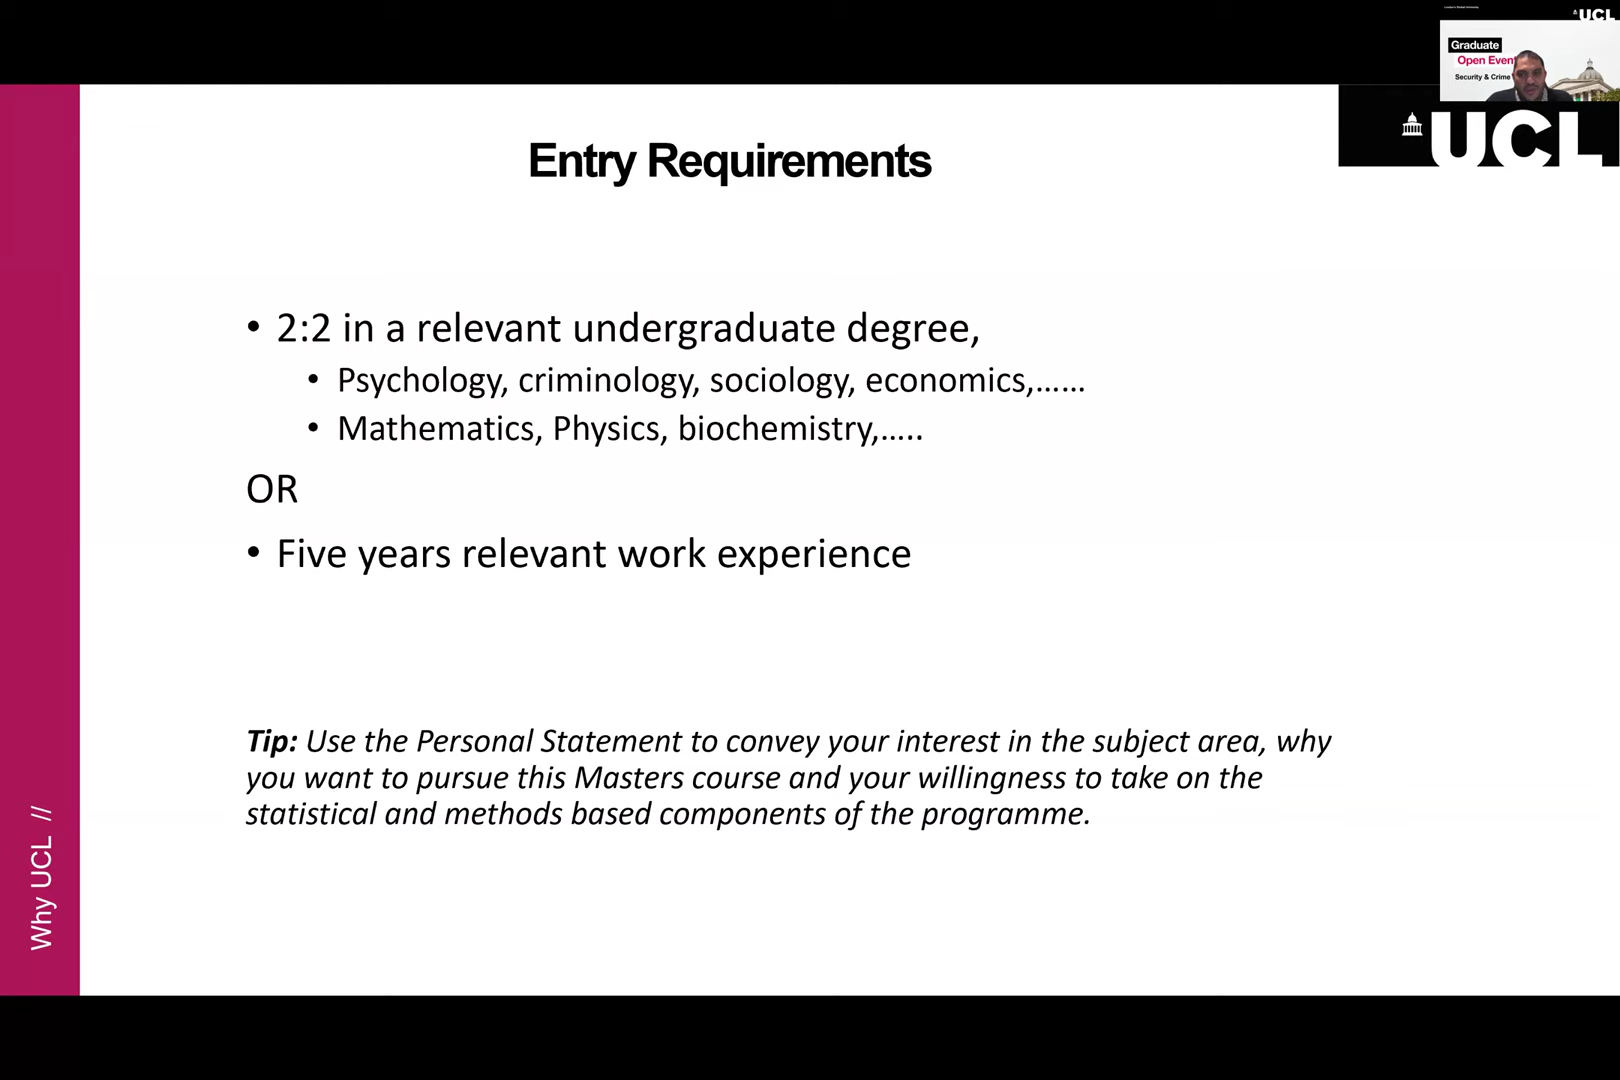 London's Global University
UCL
Graduate
Open Even
Security & Crime
UCL
Entry Requirements
• 2:2 in a relevant undergraduate degree,
• Psychology, criminology, sociology, economics,......
• Mathematics, Physics, biochemistry,.....
OR
• Five years relevant work experience
Tip: Use the Personal Statement to convey your interest in the subject area, why
you want to pursue this Masters course and your willingness to take on the
statistical and methods based components of the programme.
Why UCL //